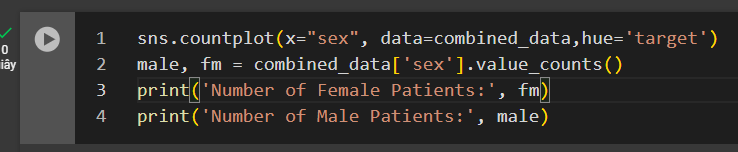 0
giây
1 sns.countplot(x="sex", data=combined_data,hue='target')
2 male, fm = combined_data['sex'].value_counts()
3 print('Number of Female Patients:', fm)
4 print('Number of Male Patients:', male)